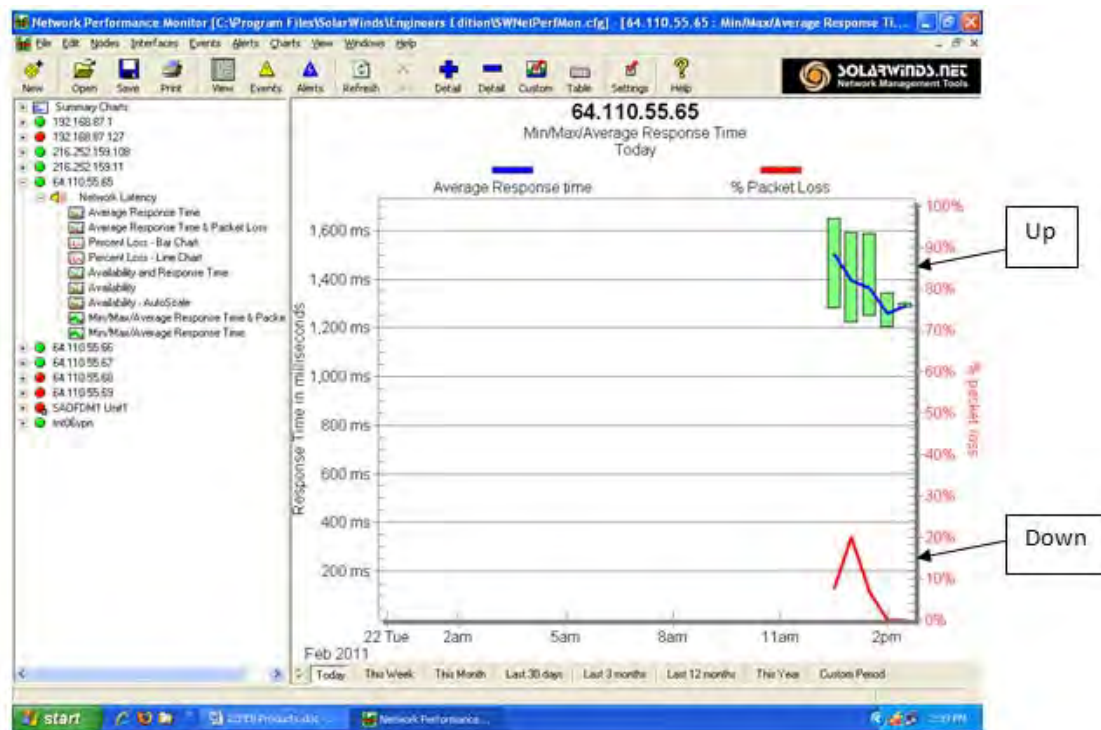 Network Performance Monitor [C:\Program Files\SolarWinds\Engineers Edition\SWNetPerfMon.cfg] - [64.110.55.65 : Min/Max/Average Response Ti...
File Edit Nodes Interfaces Events Alerts Charts View Windows Help
New Open Save Print View Events Alerts Refresh Detail Detail Custom Table Settings Help
SOLARWINDS.NET
Network Management Tools
Summary Charts
192.168.87.1
192.168.87.127
216.252.159.108
216.252.159.11
64.110.55.65
Network Latency
Average Response Time
Average Response Time & Packet Loss
Percent Loss - Bar Chart
Percent Loss - Line Chart
Availability and Response Time
Availability
Availability - AutoScale
Min/Max/Average Response Time & Packe
Min/Max/Average Response Time
64.110.55.66
64.110.55.67
64.110.55.68
64.110.55.69
SADFDMT Unit1
64.110.55.65
Min/Max/Average Response Time
Today
Average Response time
% Packet Loss
Response Time in milliseconds
1,600 ms
1,400 ms
1,200 ms
1,000 ms
800 ms
600 ms
400 ms
200 ms
100%
90%
80%
70%
60%
50%
40%
30%
20%
10%
0%
% packet loss
22 Tue 2am 5am 8am 11am 2pm
Feb 2011
Up
Down
Today This Week This Month Last 30 days Last 3 months Last 12 months This Year Custom Period
start
Network Performance...